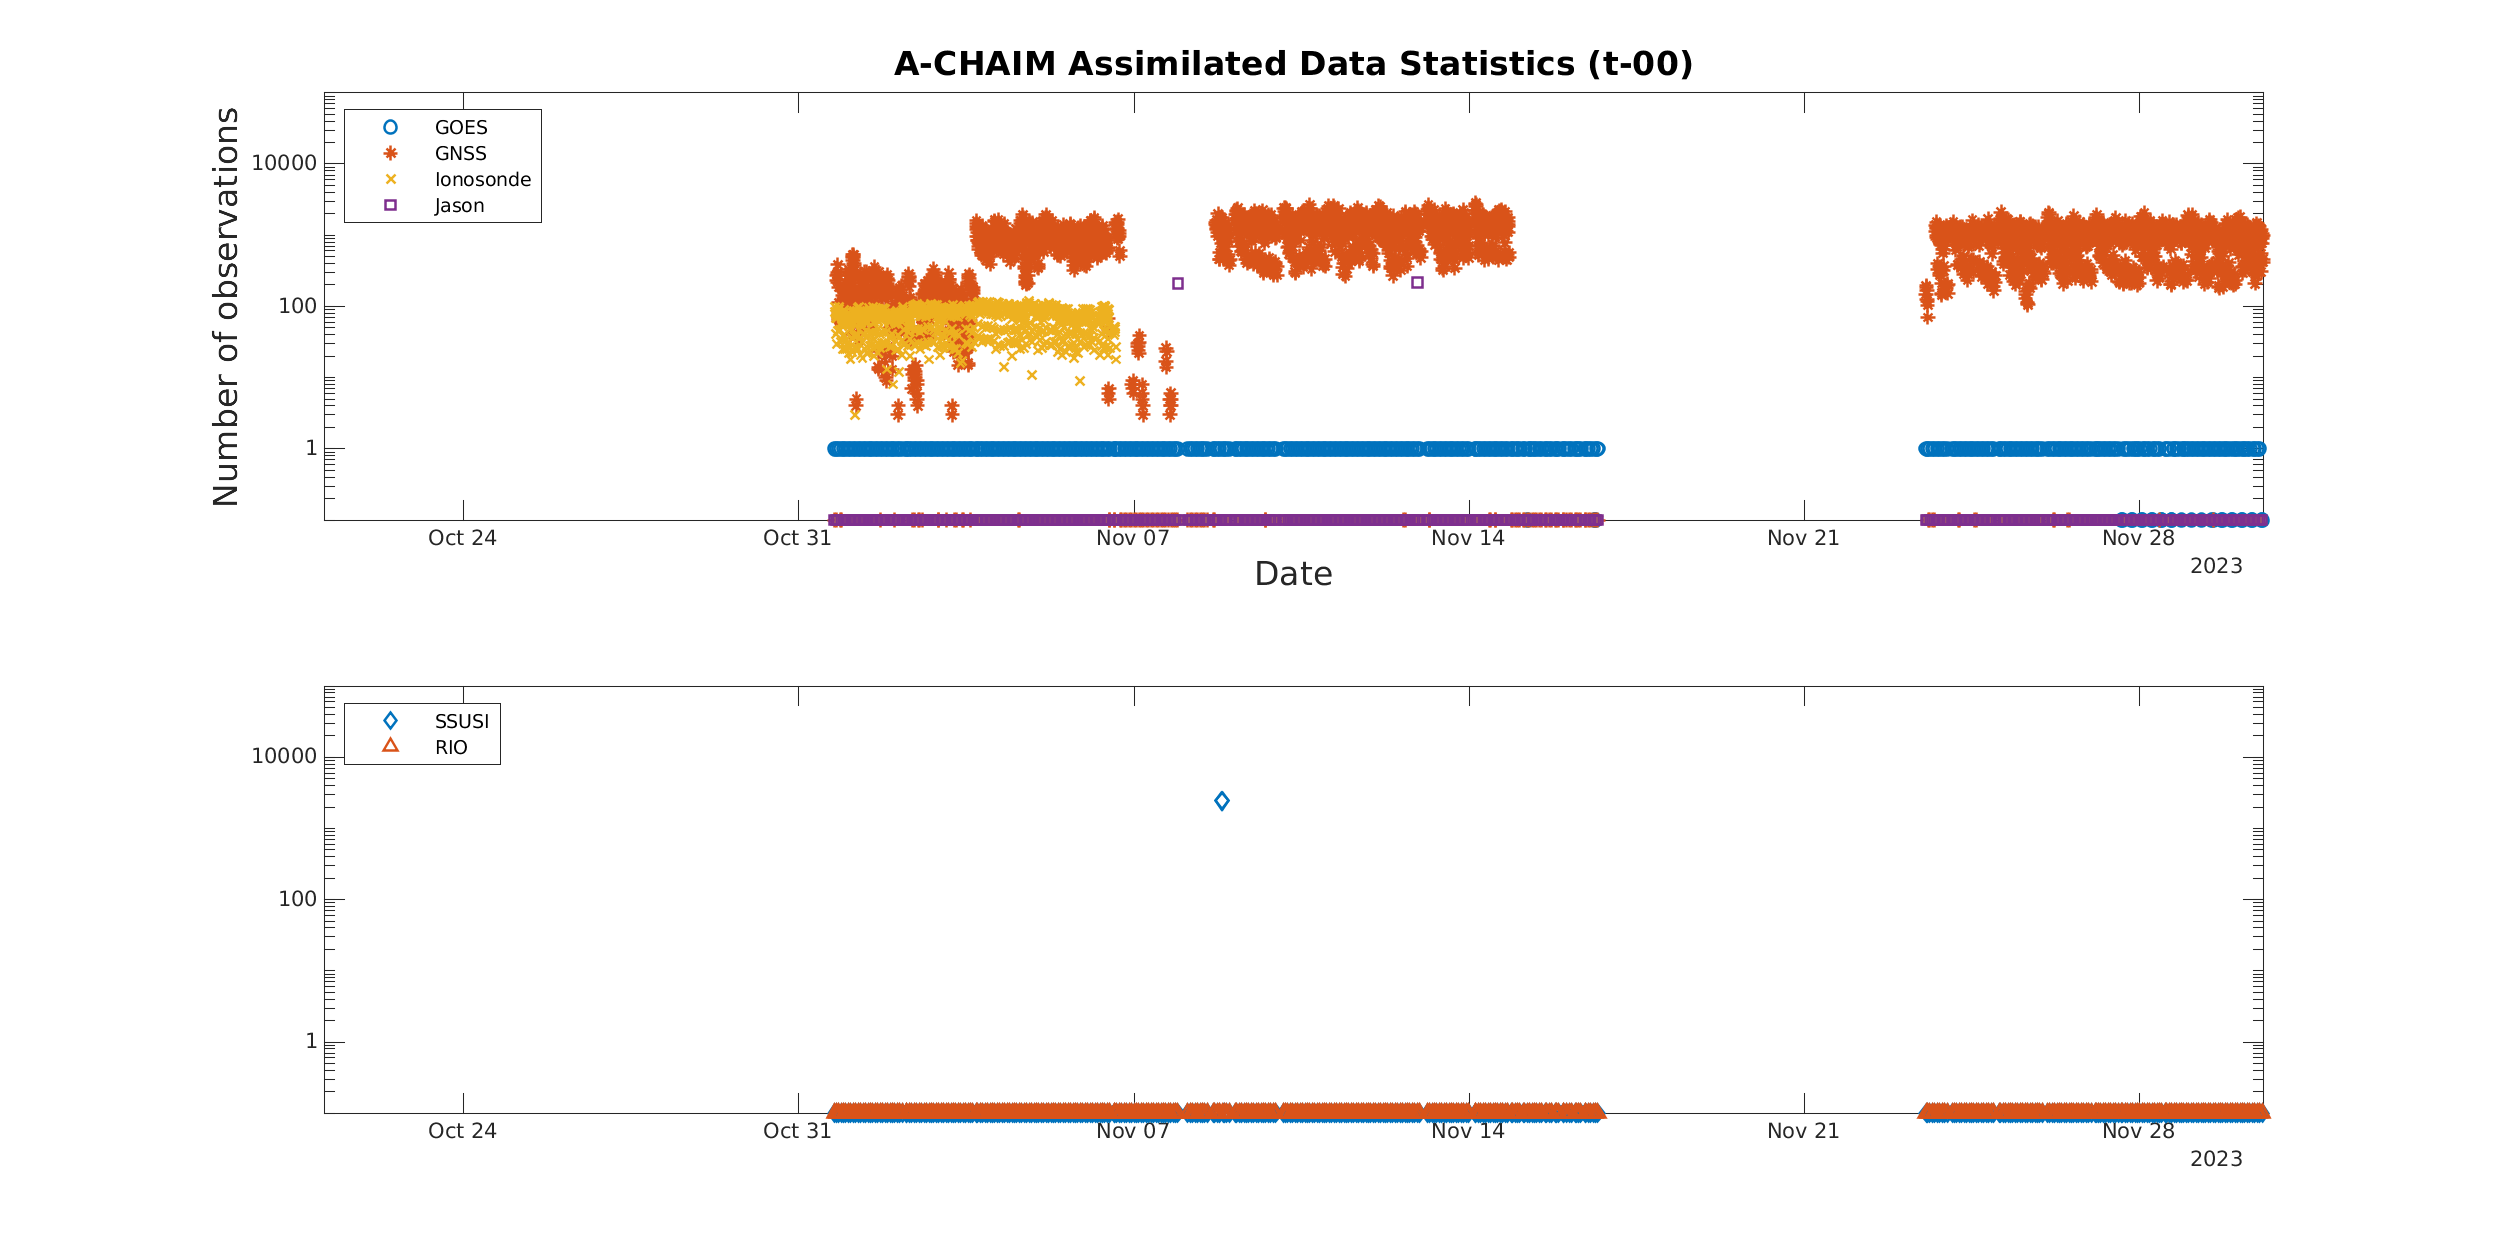 A-CHAIM Assimilated Data Statistics (t-00)
Number of observations
10000
100
1
GOES
GNSS
Ionosonde
Jason
Oct 24 Oct 31 Nov 07 Nov 14 Nov 21 Nov 28
2023
Date
10000
100
1
SSUSI
RIO
Oct 24 Oct 31 Nov 07 Nov 14 Nov 21 Nov 28
2023